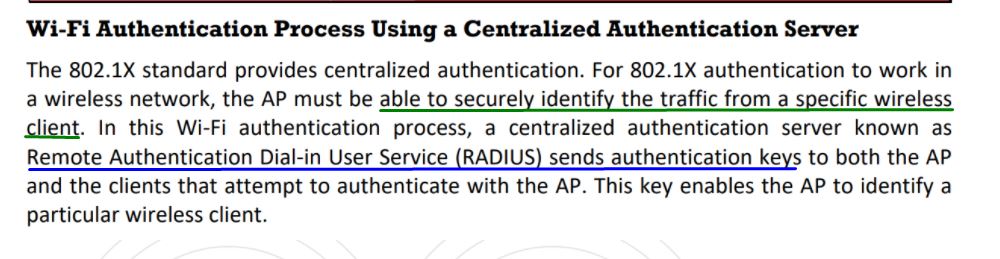 Wi-Fi Authentication Process Using a Centralized Authentication Server
The 802.1X standard provides centralized authentication. For 802.1X authentication to work in
a wireless network, the AP must be able to securely identify the traffic from a specific wireless
client. In this Wi-Fi authentication process, a centralized authentication server known as
Remote Authentication Dial-in User Service (RADIUS) sends authentication keys to both the AP
and the clients that attempt to authenticate with the AP. This key enables the AP to identify a
particular wireless client.